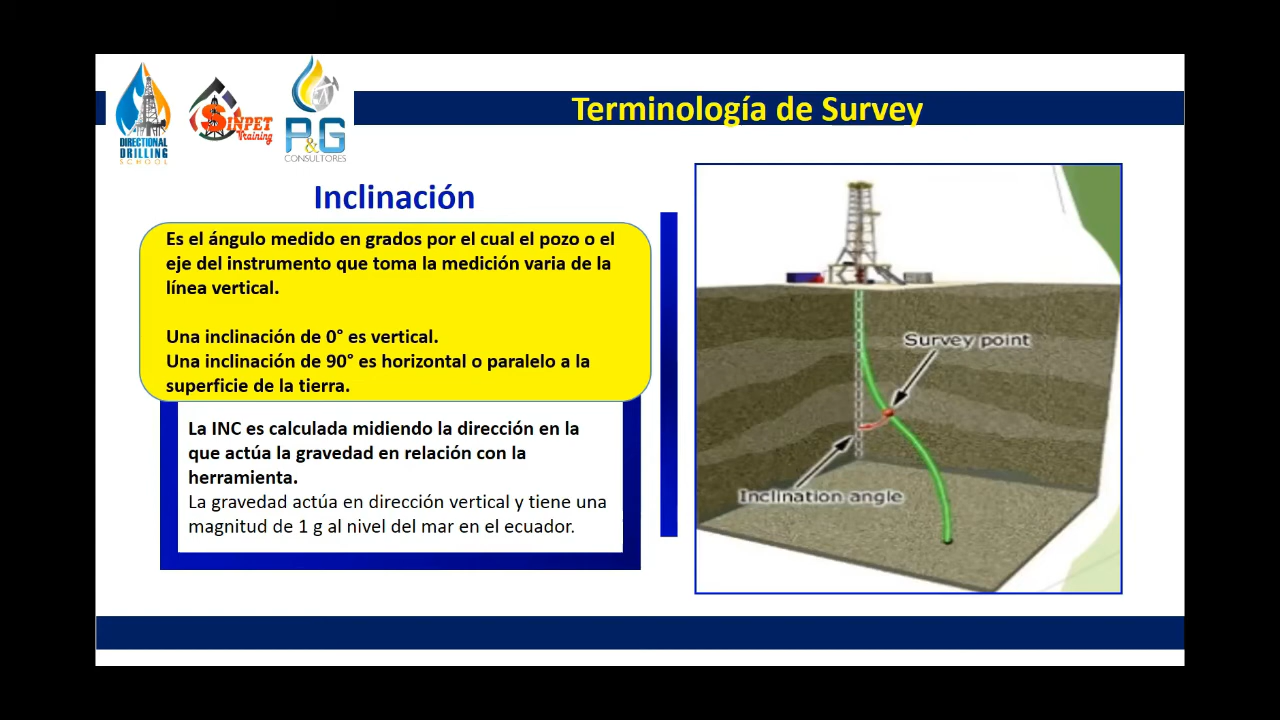 Terminología de Survey
DIRECTIONAL
DRILLING
SCHOOL
SINPET
Training
P&G
CONSULTORES
Inclinación
Es el ángulo medido en grados por el cual el pozo o el
eje del instrumento que toma la medición varia de la
línea vertical.
Una inclinación de 0° es vertical.
Una inclinación de 90° es horizontal o paralelo a la
superficie de la tierra.
La INC es calculada midiendo la dirección en la
que actúa la gravedad en relación con la
herramienta.
La gravedad actúa en dirección vertical y tiene una
magnitud de 1 g al nivel del mar en el ecuador.
Survey point
Inclination angle